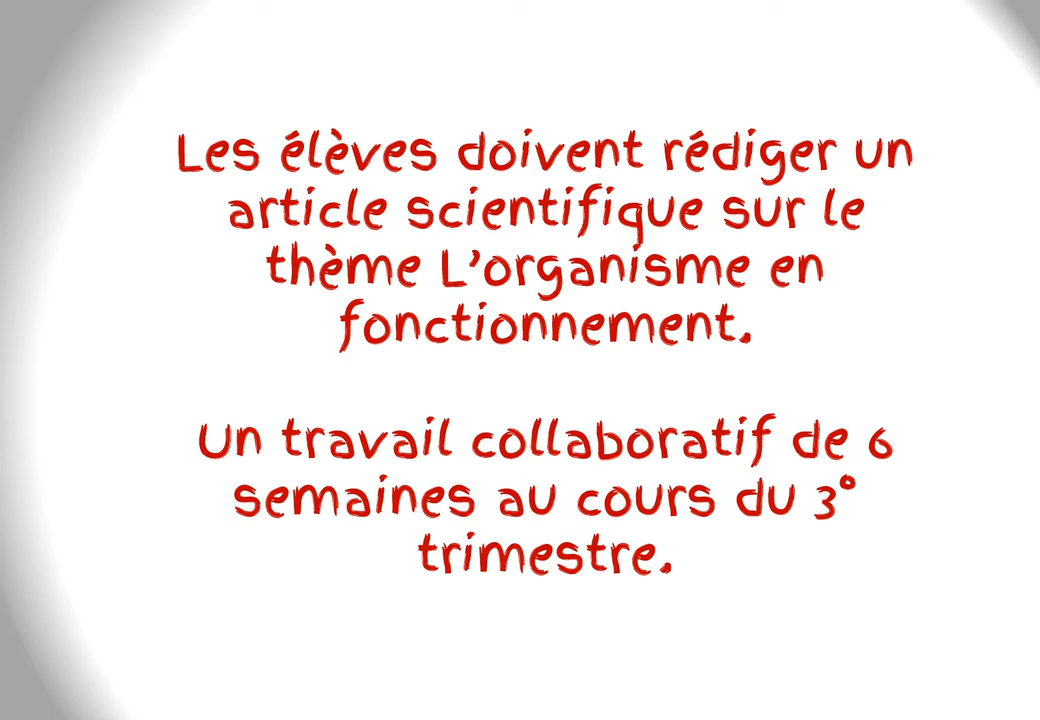 Les élèves doivent rédiger un
article scientifique sur le
thème L'organisme en
fonctionnement.
Un travail collaboratif de 6
semaines au cours du 3°
trimestre.